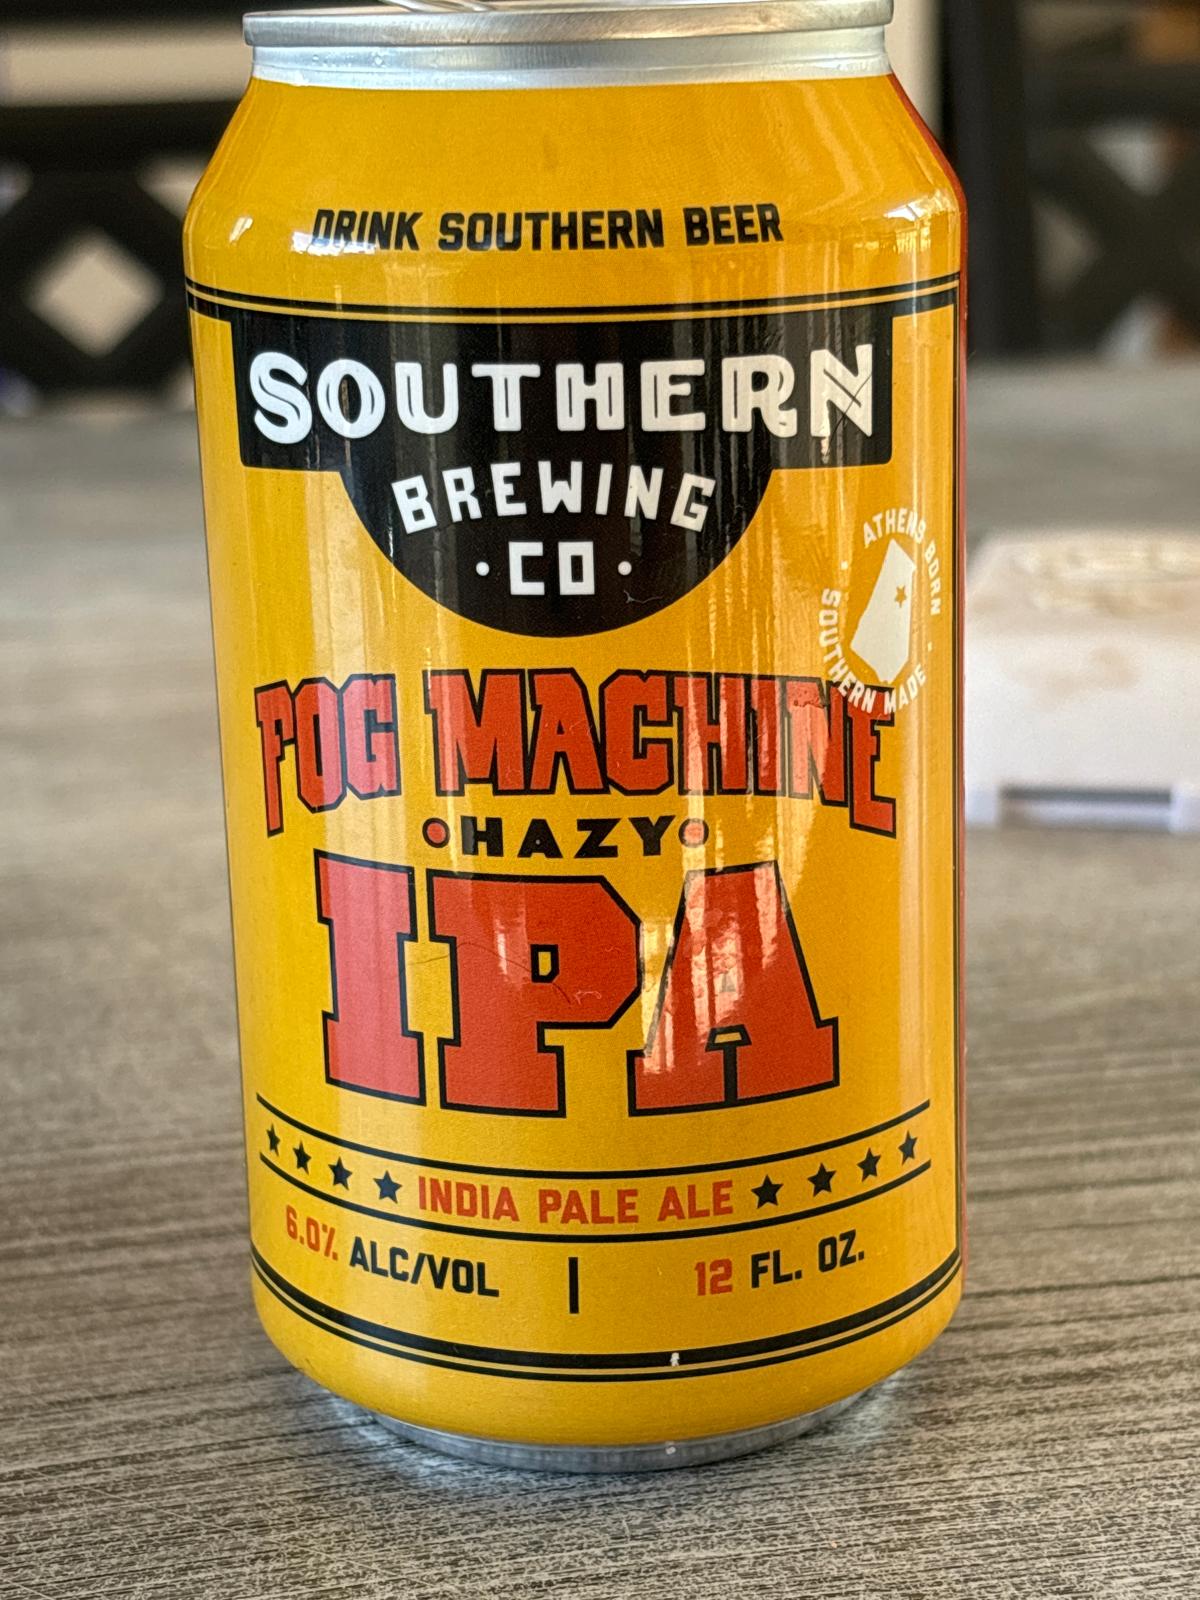 DRINK SOUTHERN BEER
SOUTHERN
BREWING
·CO·
ATHENS BORN
· SOUTHERN MADE ·
POG MACHINE
•HAZY•
IPA
INDIA PALE ALE
6.0% ALC/VOL | 12 FL. OZ.